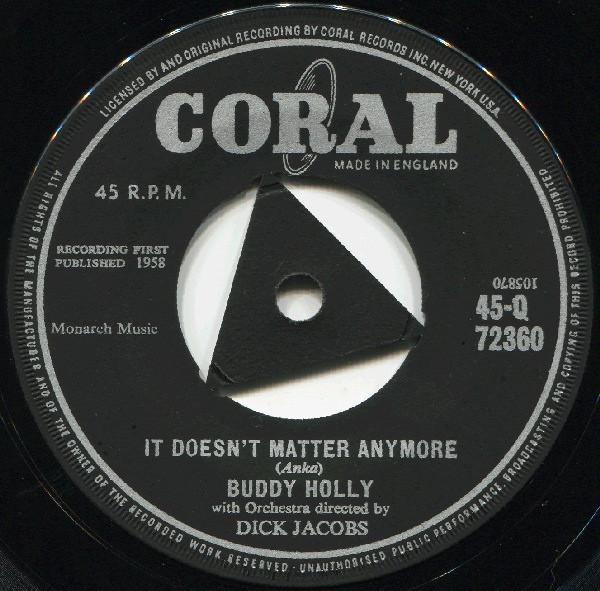 LICENSED BY AND ORIGINAL RECORDING BY CORAL RECORDS INC. NEW YORK U.S.A.
CORAL
MADE IN ENGLAND
45 R.P.M.
RECORDING FIRST
PUBLISHED 1958
Monarch Music
105870
45-Q
72360
IT DOESN'T MATTER ANYMORE
(Anka)
BUDDY HOLLY
with Orchestra directed by
DICK JACOBS
ALL RIGHTS OF THE MANUFACTURER AND OF THE OWNER OF THE RECORDED WORK RESERVED - UNAUTHORISED PUBLIC PERFORMANCE, BROADCASTING AND COPYING OF THIS RECORD PROHIBITED